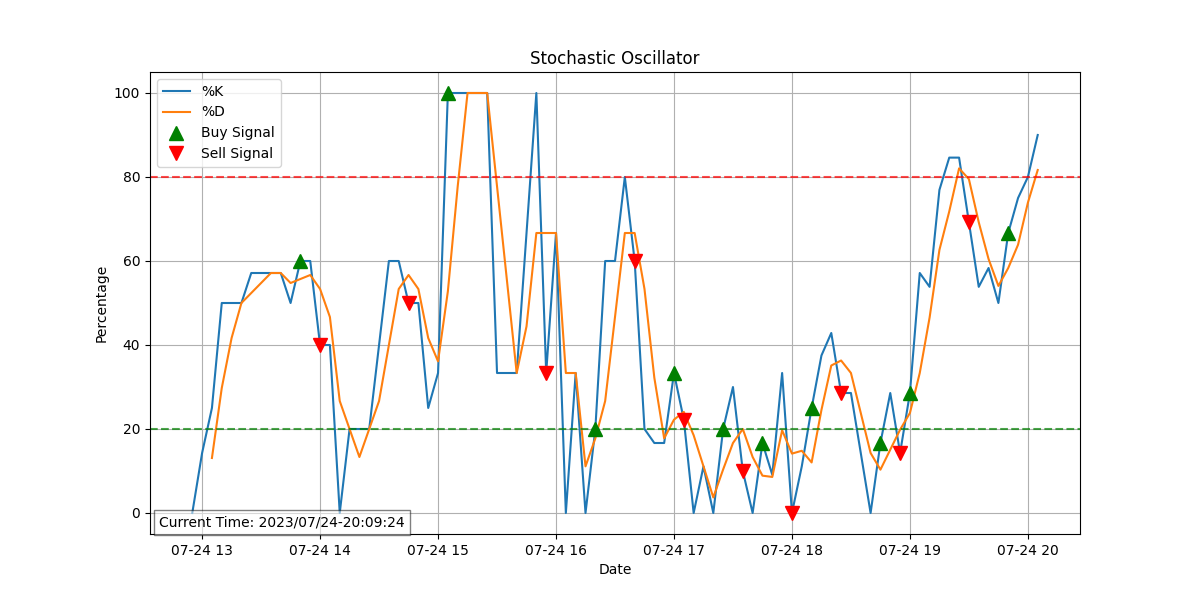 Stochastic Oscillator
%K
%D
Buy Signal
Sell Signal
100
80
60
40
20
0
Percentage
Current Time: 2023/07/24-20:09:24
07-24 13 07-24 14 07-24 15 07-24 16 07-24 17 07-24 18 07-24 19 07-24 20
Date